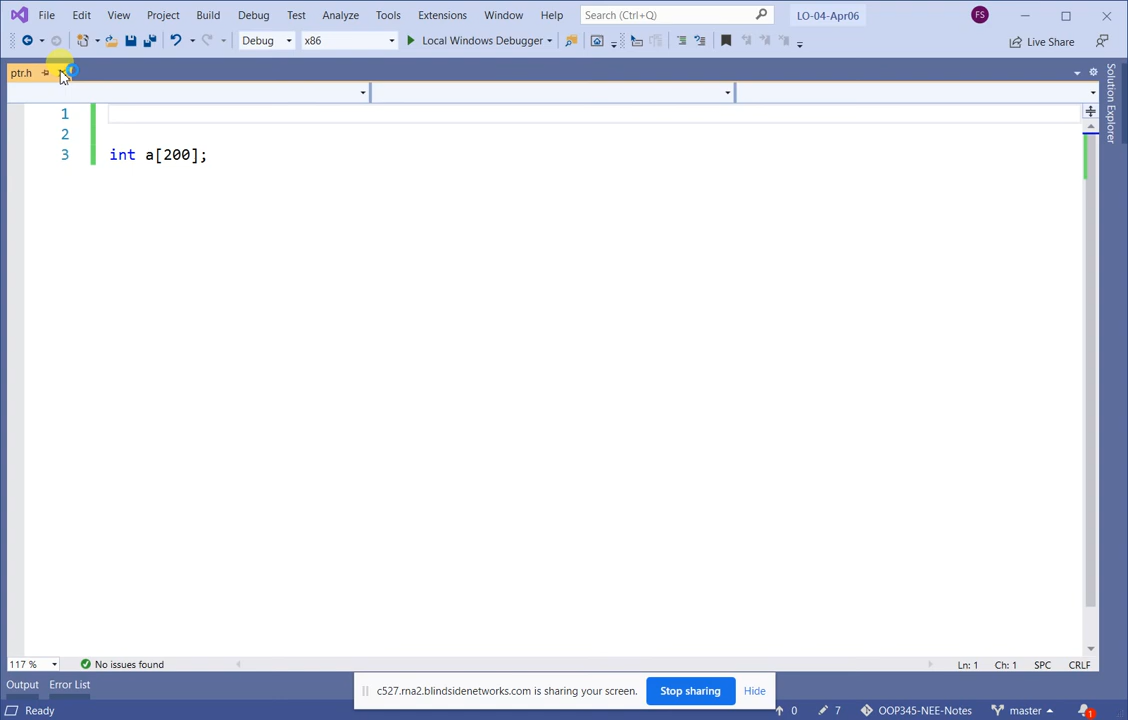 File Edit View Project Build Debug Test Analyze Tools Extensions Window Help Search (Ctrl+Q) LO-04-Apr06 FS
Debug x86 Local Windows Debugger Live Share
ptr.h
Solution Explorer
1
2
3 int a[200];
117 % No issues found Ln: 1 Ch: 1 SPC CRLF
Output Error List
c527.rna2.blindsidenetworks.com is sharing your screen. Stop sharing Hide
Ready 0 7 OOP345-NEE-Notes master 1